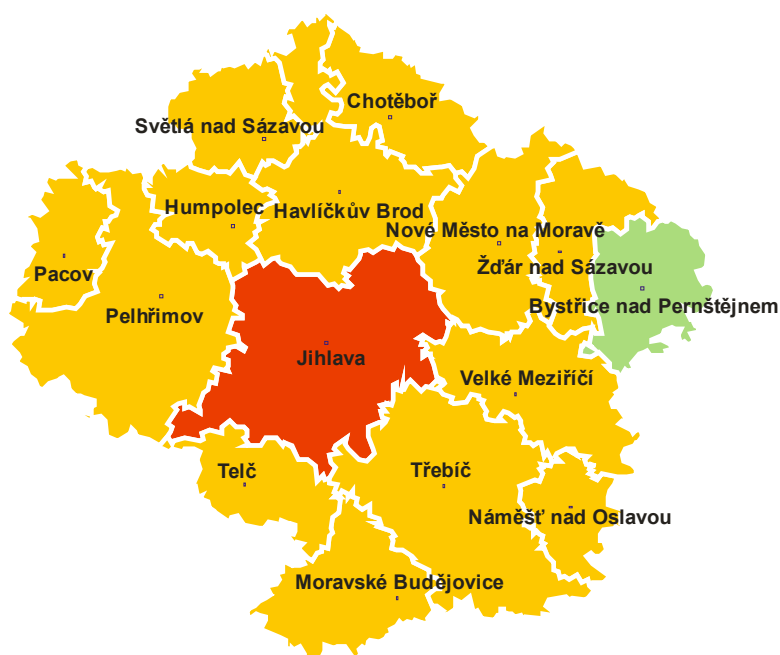 Chotěboř
Světlá nad Sázavou
Humpolec
Havlíčkův Brod
Nové Město na Moravě
Pacov
Žďár nad Sázavou
Pelhřimov
Bystřice nad Pernštejnem
Jihlava
Velké Meziříčí
Telč
Třebíč
Náměšť nad Oslavou
Moravské Budějovice